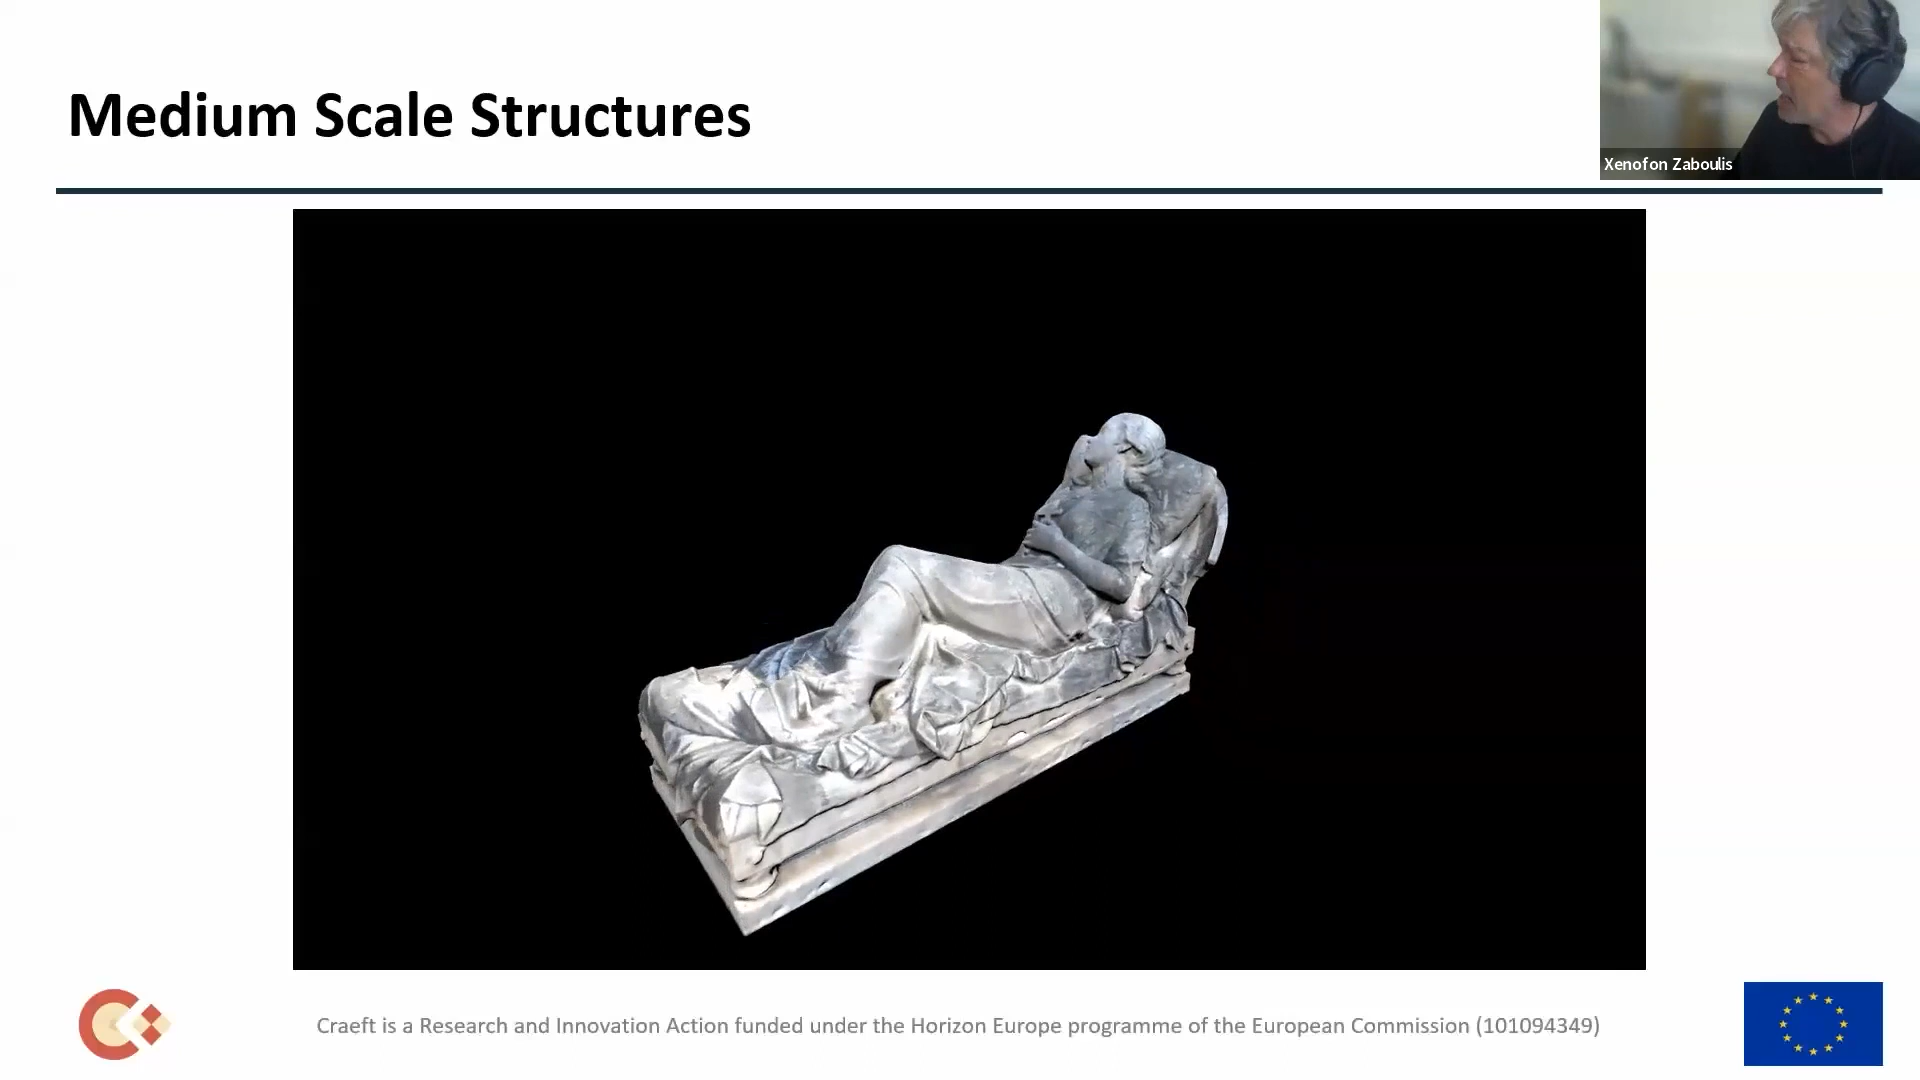 Medium Scale Structures
Xenofon Zaboulis
Craeft is a Research and Innovation Action funded under the Horizon Europe programme of the European Commission (101094349)